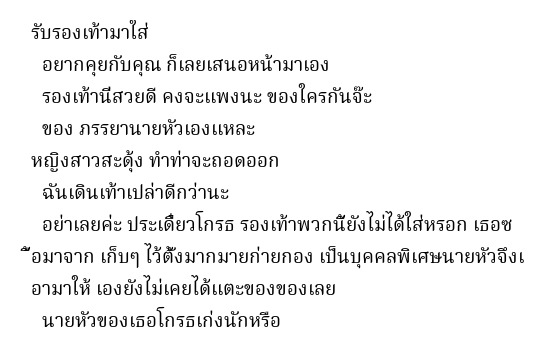 รับรองเท้ามาใส่
อยากคุยกับคุณ ก็เลยเสนอหน้ามาเอง
รองเท้านีสวยดี คงจะแพงนะ ของใครกันจ๊ะ
ของ ภรรยานายหัวเองแหละ
หญิงสาวสะดุ้ง ทำท่าจะถอดออก
ฉันเดินเท้าเปล่าดีกว่านะ
อย่าเลยค่ะ ประเดี๋ยวโกรธ รองเท้าพวกนี้ยังไม่ได้ใส่หรอก เธอซ
ื้อมาจาก เก็บๆ ไว้ตั้งมากมายก่ายกอง เป็นบุคคลพิเศษนายหัวจึงเ
อามาให้ เองยังไม่เคยได้แตะของของเลย
นายหัวของเธอโกรธเก่งนักหรือ